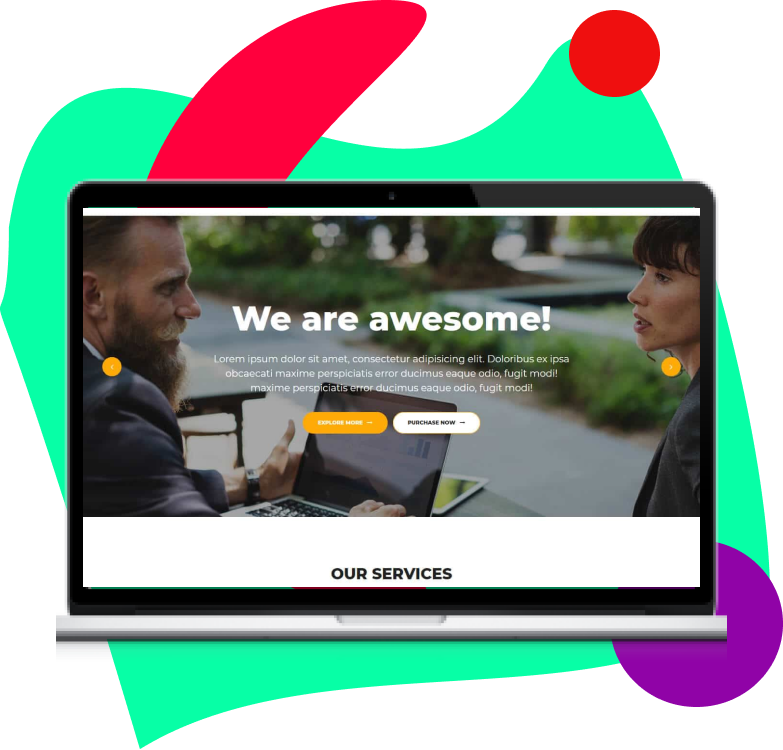 We are awesome!
Lorem ipsum dolor sit amet, consectetur adipisicing elit. Doloribus ex ipsa
obcaecati maxime perspiciatis error ducimus eaque odio, fugit modi!
maxime perspiciatis error ducimus eaque odio, fugit modi!
EXPLORE MORE → PURCHASE NOW →
OUR SERVICES